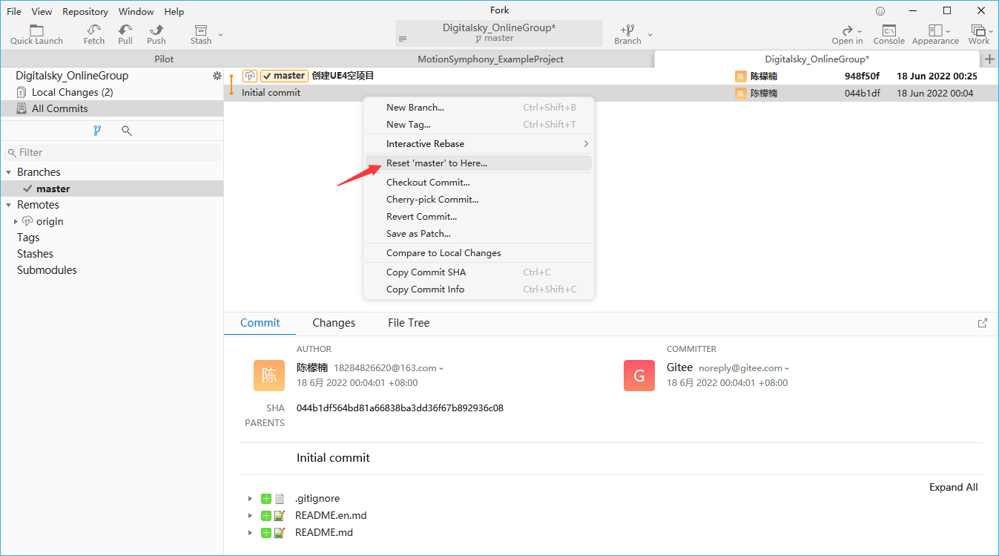 File View Repository Window Help
Fork
Quick Launch Fetch Pull Push Stash
Digitalsky_OnlineGroup*
master
Branch
Open in Console Appearance Work
Pilot MotionSymphony_ExampleProject Digitalsky_OnlineGroup*
Digitalsky_OnlineGroup
Local Changes (2)
All Commits
Filter
Branches
master
Remotes
origin
Tags
Stashes
Submodules
master 创建UE4空项目 陈 陈檬楠 948f50f 18 Jun 2022 00:25
Initial commit 陈 陈檬楠 044b1df 18 Jun 2022 00:04
New Branch... Ctrl+Shift+B
New Tag... Ctrl+Shift+T
Interactive Rebase
Reset 'master' to Here...
Checkout Commit...
Cherry-pick Commit...
Revert Commit...
Save as Patch...
Compare to Local Changes
Copy Commit SHA Ctrl+C
Copy Commit Info Ctrl+Shift+C
Commit Changes File Tree
AUTHOR
陈
陈檬楠 18284826620@163.com
18 6月 2022 00:04:01 +08:00
COMMITTER
G
Gitee noreply@gitee.com
18 6月 2022 00:04:01 +08:00
SHA 044b1df564bd81a66838ba3dd36f67b892936c08
PARENTS
Initial commit
Expand All
.gitignore
README.en.md
README.md